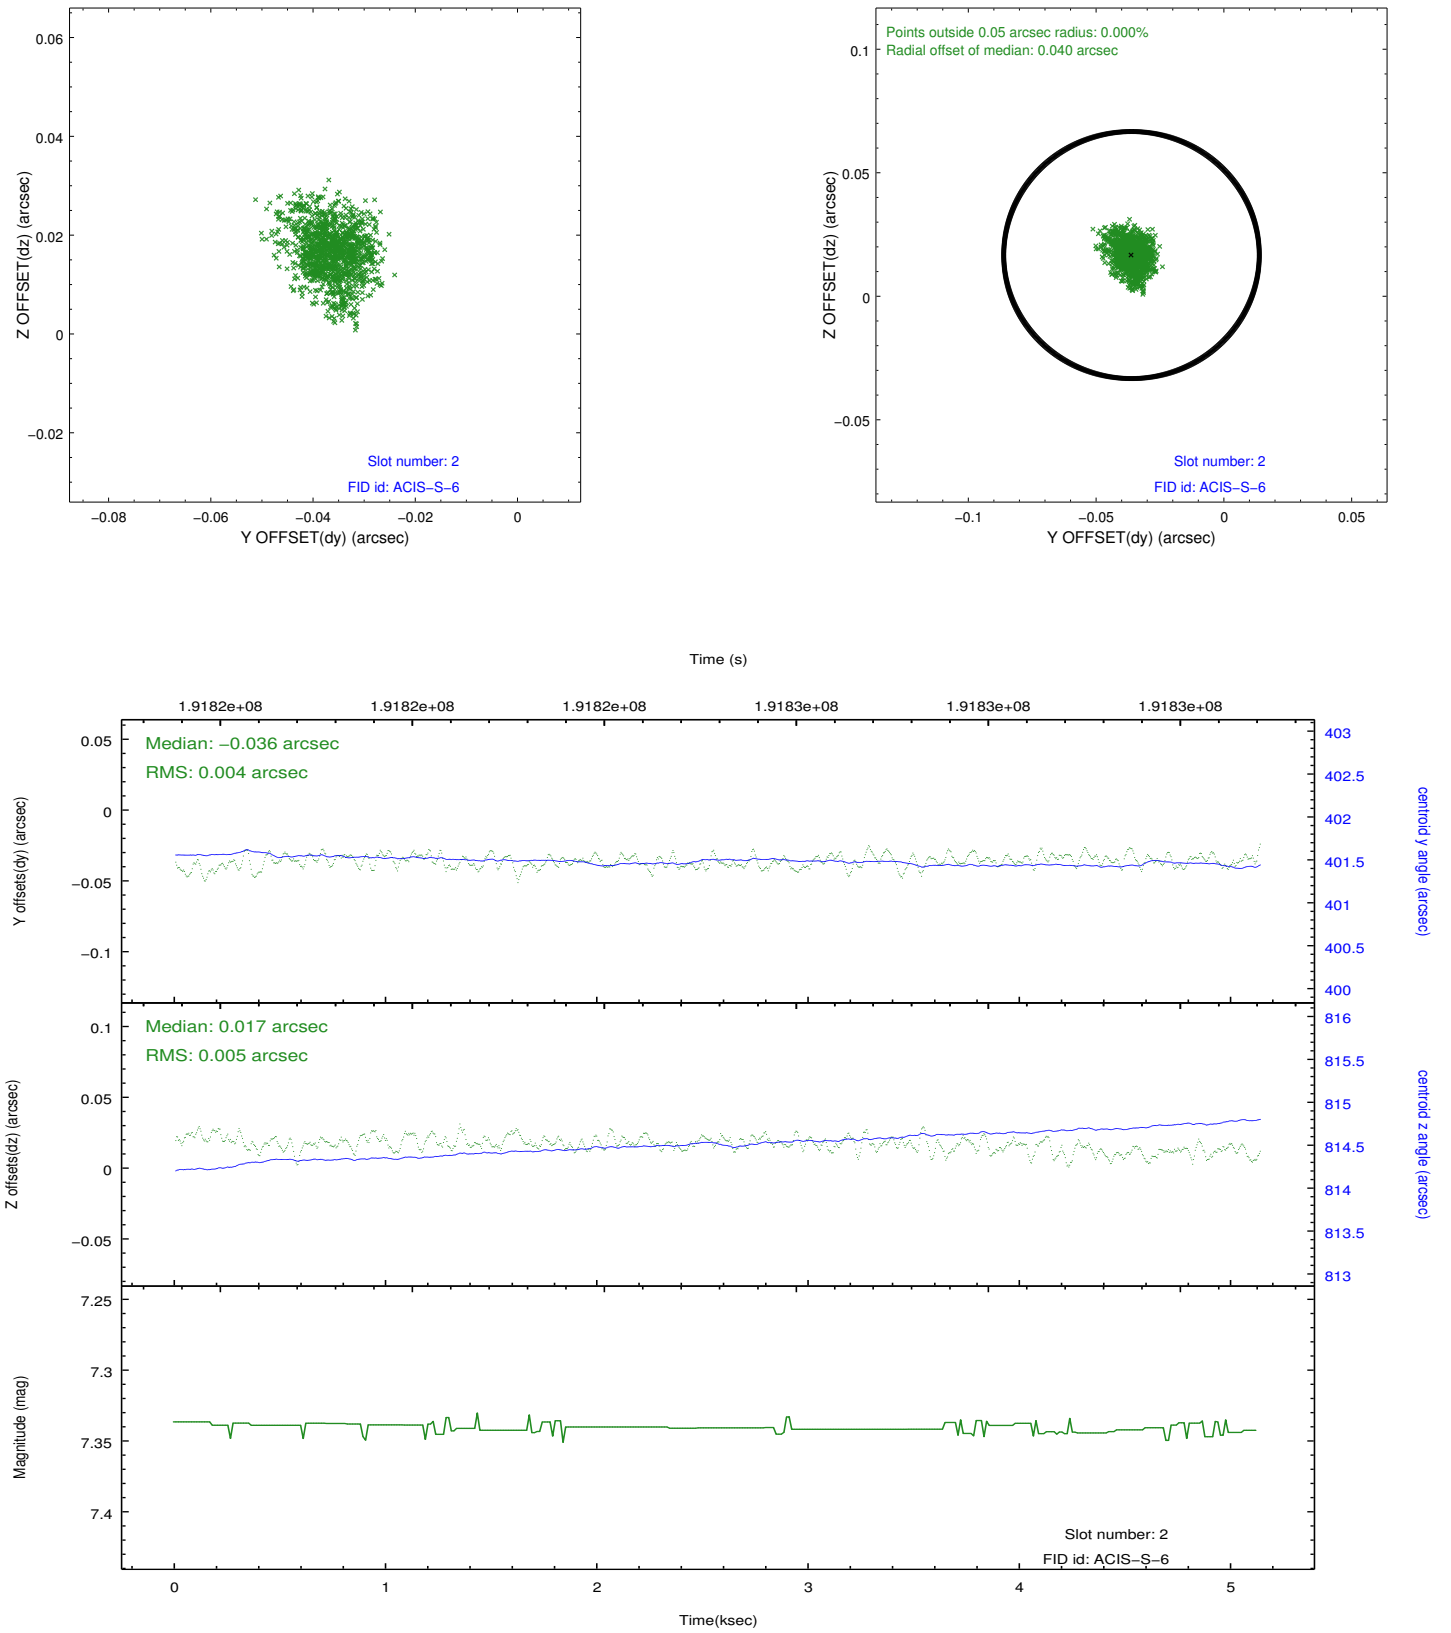 0.06
0.04
0.02
0
−0.02
Z OFFSET(dz) (arcsec)
Slot number: 2
FID id: ACIS−S−6
−0.08
−0.06
−0.04
−0.02
0
Y OFFSET(dy) (arcsec)
Points outside 0.05 arcsec radius: 0.000%
Radial offset of median: 0.040 arcsec
0.1
0.05
0
−0.05
Z OFFSET(dz) (arcsec)
Slot number: 2
FID id: ACIS−S−6
−0.1
−0.05
0
0.05
Y OFFSET(dy) (arcsec)
Time (s)
1.9182e+08
1.9182e+08
1.9182e+08
1.9183e+08
1.9183e+08
1.9183e+08
Median: −0.036 arcsec
RMS: 0.004 arcsec
0.05
0
−0.05
−0.1
Y offsets(dy) (arcsec)
403
402.5
402
401.5
401
400.5
400
centroid y angle (arcsec)
Median: 0.017 arcsec
RMS: 0.005 arcsec
0.1
0.05
0
−0.05
Z offsets(dz) (arcsec)
816
815.5
815
814.5
814
813.5
813
centroid z angle (arcsec)
7.25
7.3
7.35
7.4
Magnitude (mag)
Slot number: 2
FID id: ACIS−S−6
0
1
2
3
4
5
Time(ksec)